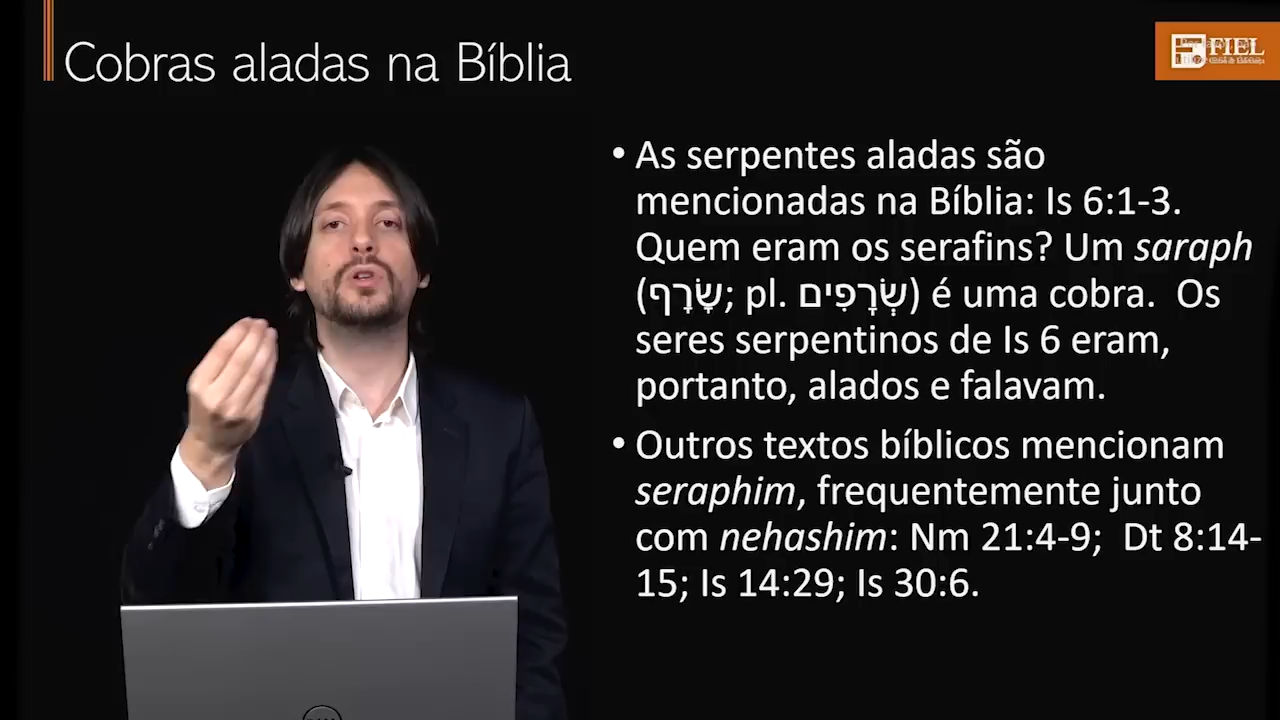 Cobras aladas na Bíblia
FIEL
• As serpentes aladas são
mencionadas na Bíblia: Is 6:1-3.
Quem eram os serafins? Um saraph
(שָׂרָף; pl. שְׂרָפִים) é uma cobra. Os
seres serpentinos de Is 6 eram,
portanto, alados e falavam.
• Outros textos bíblicos mencionam
seraphim, frequentemente junto
com nehashim: Nm 21:4-9; Dt 8:14-
15; Is 14:29; Is 30:6.